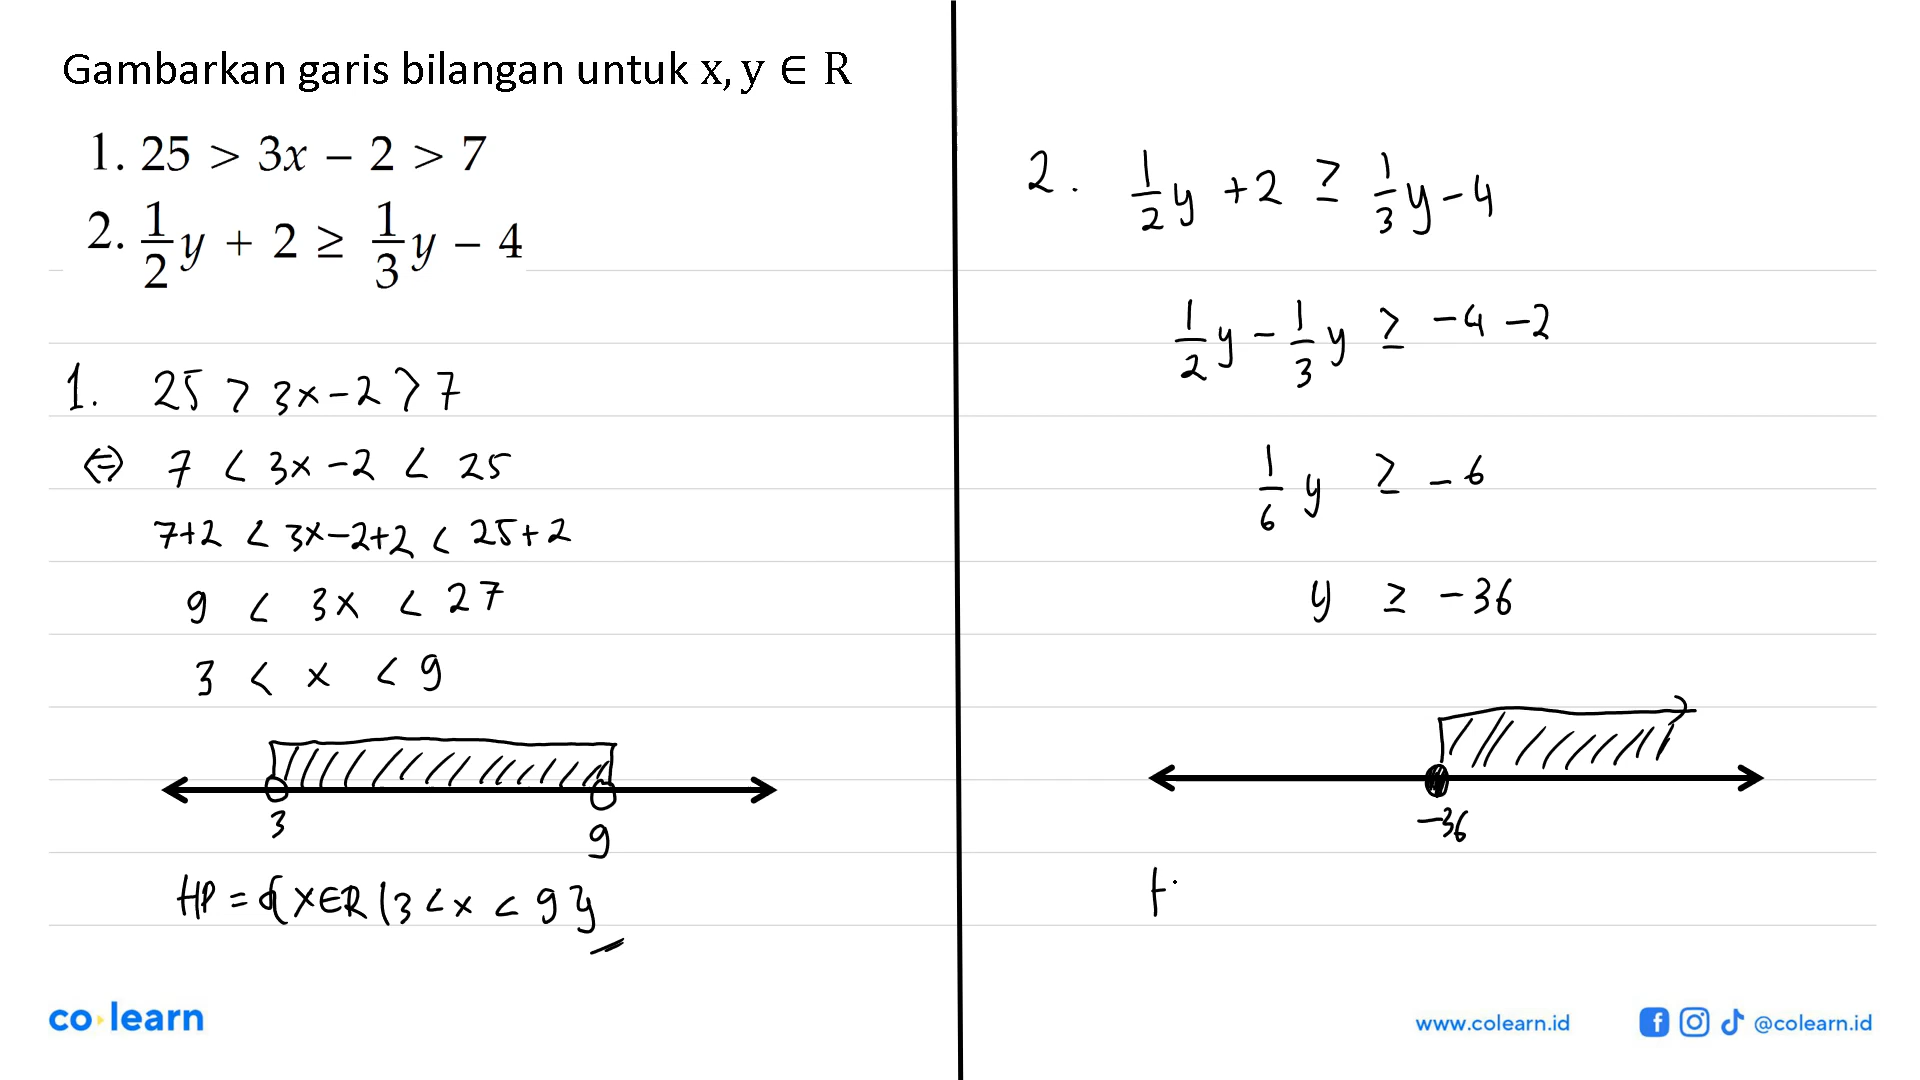 Gambarkan garis bilangan untuk x, y ∈ R
1. 25 > 3x − 2 > 7
2. 1/2 y + 2 ≥ 1/3 y − 4
1. 25 > 3x − 2 > 7
⇔ 7 < 3x − 2 < 25
7+2 < 3x−2+2 < 25+2
9 < 3x < 27
3 < x < 9
3 9
HP = {x∈R | 3 < x < 9}
2. 1/2 y + 2 ≥ 1/3 y − 4
1/2 y − 1/3 y ≥ −4 − 2
1/6 y ≥ −6
y ≥ −36
−36
co learn
www.colearn.id @colearn.id